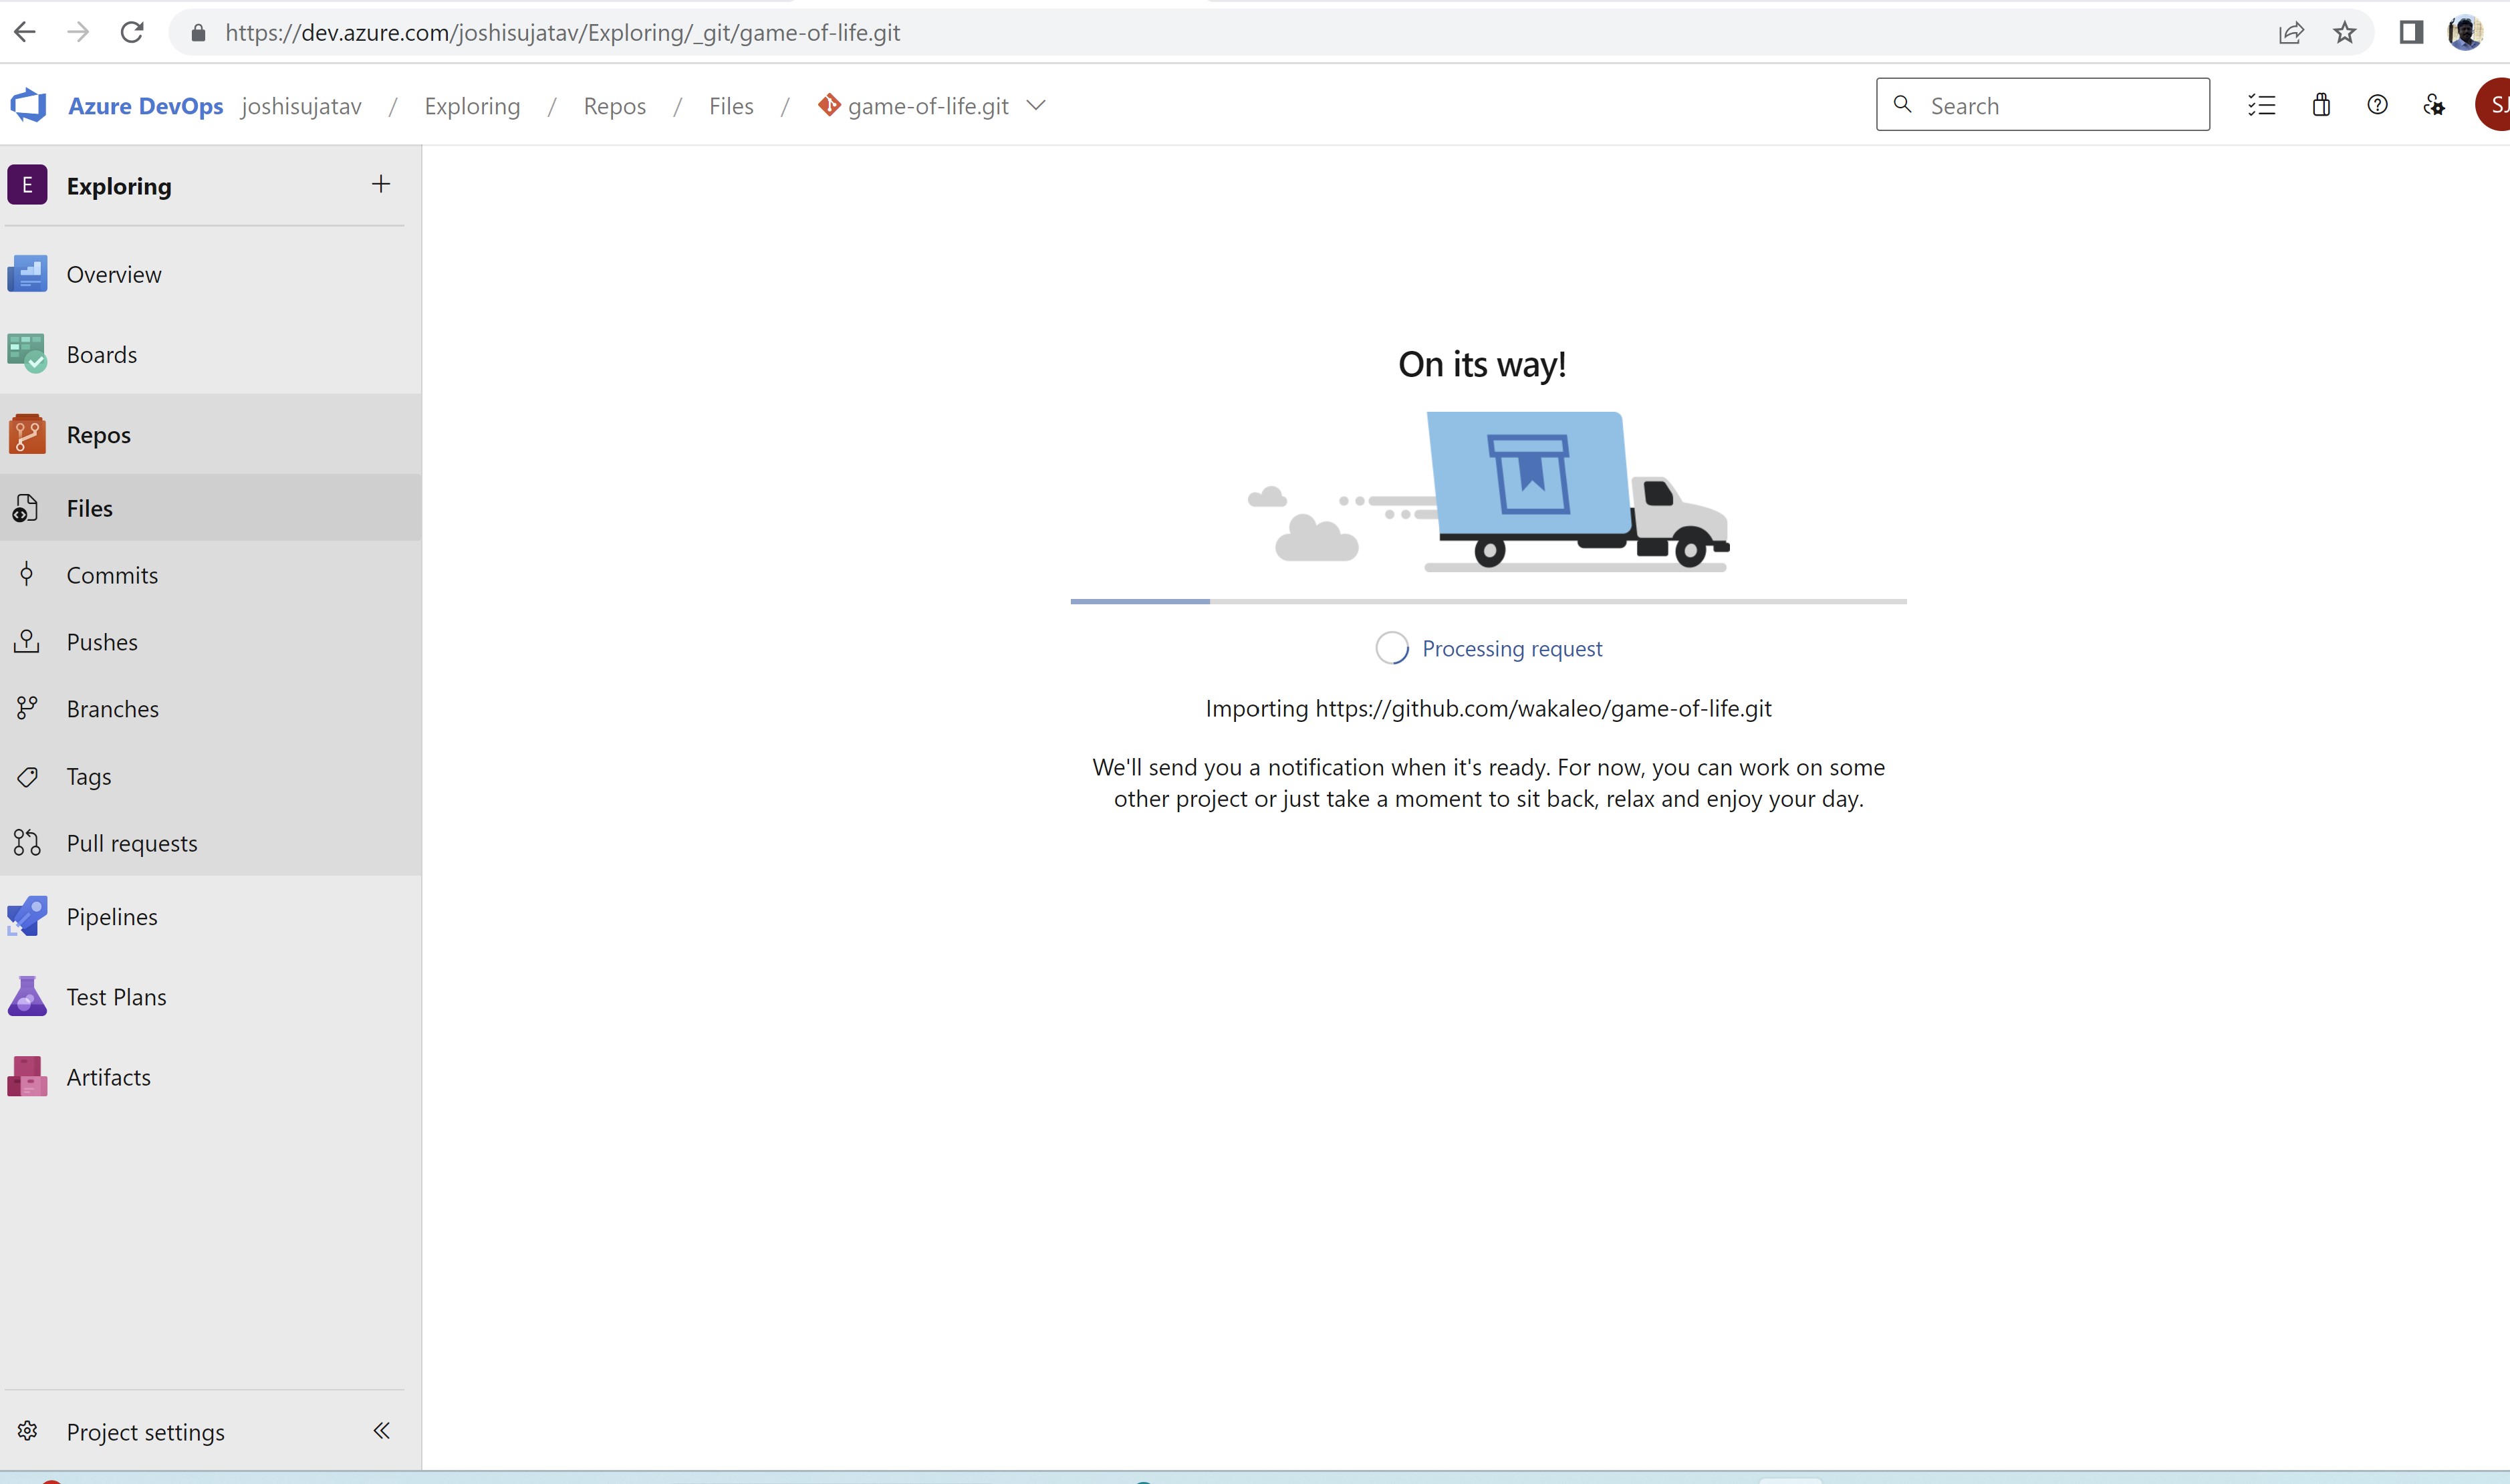 https://dev.azure.com/joshisujatav/Exploring/_git/game-of-life.git
Azure DevOps joshisujatav / Exploring / Repos / Files / game-of-life.git
Search
SJ
E Exploring
Overview
Boards
Repos
Files
Commits
Pushes
Branches
Tags
Pull requests
Pipelines
Test Plans
Artifacts
Project settings
On its way!
Processing request
Importing https://github.com/wakaleo/game-of-life.git
We'll send you a notification when it's ready. For now, you can work on some
other project or just take a moment to sit back, relax and enjoy your day.